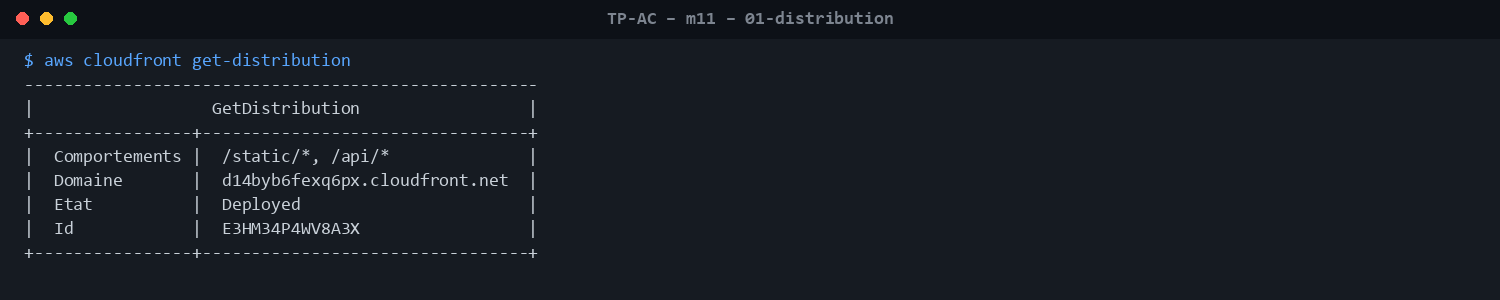 TP-AC – m11 – 01-distribution
$ aws cloudfront get-distribution
----------------------------------------------------
|                  GetDistribution                 |
+----------------+---------------------------------+
|  Comportements |  /static/*, /api/*              |
|  Domaine       |  d14byb6fexq6px.cloudfront.net  |
|  Etat          |  Deployed                       |
|  Id            |  E3HM34P4WV8A3X                 |
+----------------+---------------------------------+